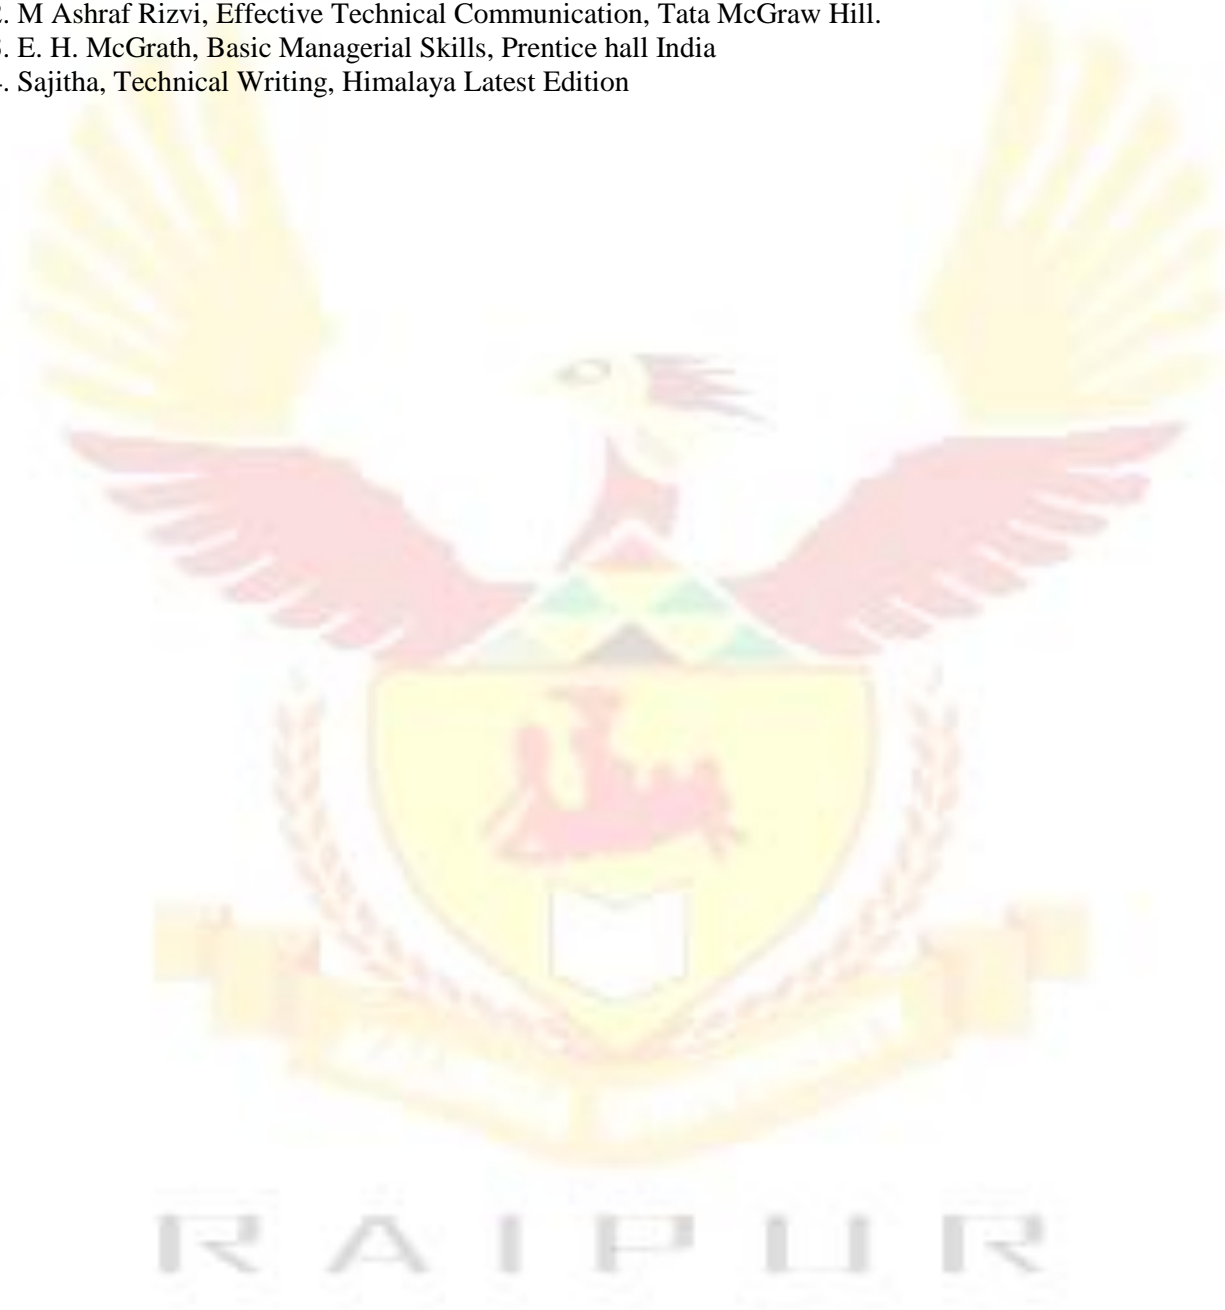 . M Ashraf Rizvi, Effective Technical Communication, Tata McGraw Hill.
. E. H. McGrath, Basic Managerial Skills, Prentice hall India
. Sajitha, Technical Writing, Himalaya Latest Edition
RAIPUR